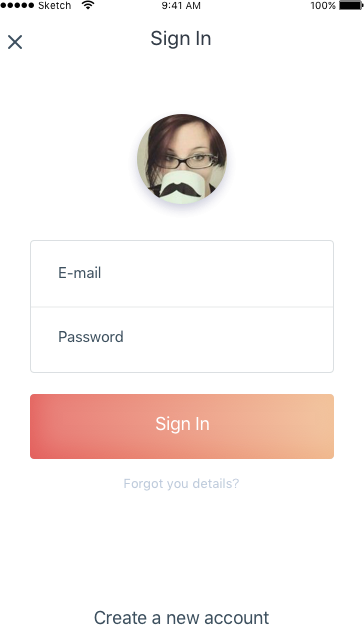 Sketch 9:41 AM 100%
Sign In
E-mail
Password
Sign In
Forgot you details?
Create a new account